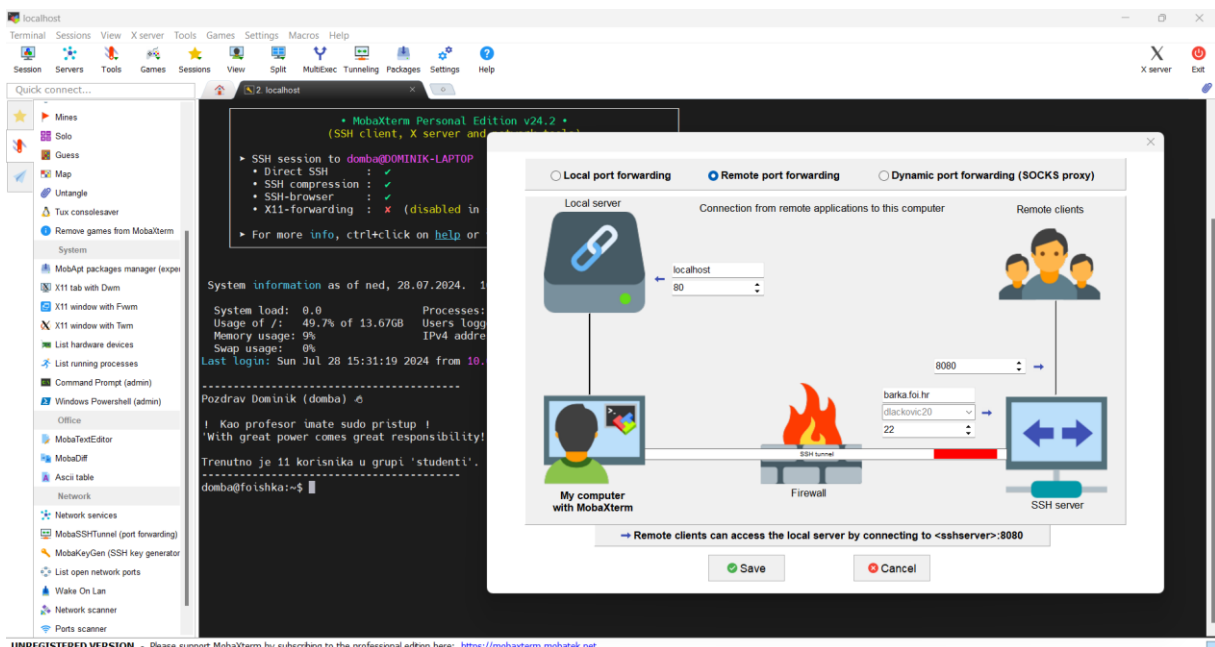 localhost
Terminal Sessions View X server Tools Games Settings Macros Help
Session Servers Tools Games Sessions View Split MultiExec Tunneling Packages Settings Help
X server Exit
Quick connect...
2. localhost
Mines
Solo
Guess
Map
Untangle
Tux consolesaver
Remove games from MobaXterm
System
MobApt packages manager (exper
X11 tab with Dwm
X11 window with Fvwm
X11 window with Twm
List hardware devices
List running processes
Command Prompt (admin)
Windows Powershell (admin)
Office
MobaTextEditor
MobaDiff
Ascii table
Network
Network services
MobaSSHTunnel (port forwarding)
MobaKeyGen (SSH key generator
List open network ports
Wake On Lan
Network scanner
Ports scanner
• MobaXterm Personal Edition v24.2 •
(SSH client, X server and network tools)
► SSH session to domba@DOMINIK-LAPTOP
• Direct SSH : ✔
• SSH compression : ✔
• SSH-browser : ✔
• X11-forwarding : ✘ (disabled in
► For more info, ctrl+click on help or
System information as of ned, 28.07.2024.
System load: 0.0 Processes:
Usage of /: 49.7% of 13.67GB Users logg
Memory usage: 9% IPv4 addre
Swap usage: 0%
Last login: Sun Jul 28 15:31:19 2024 from 10.
----------------------------------------
Pozdrav Dominik (domba)
! Kao profesor imate sudo pristup !
'With great power comes great responsibility!
Trenutno je 11 korisnika u grupi 'studenti'.
----------------------------------------
domba@foishka:~$
Local port forwarding Remote port forwarding Dynamic port forwarding (SOCKS proxy)
Local server
Connection from remote applications to this computer
Remote clients
localhost
80
8080
barka.foi.hr
dlackovic20
22
SSH tunnel
My computer
with MobaXterm
Firewall
SSH server
→ Remote clients can access the local server by connecting to <sshserver>:8080
Save Cancel
UNREGISTERED VERSION - Please support MobaXterm by subscribing to the professional edition here: https://mobaxterm.mobatek.net